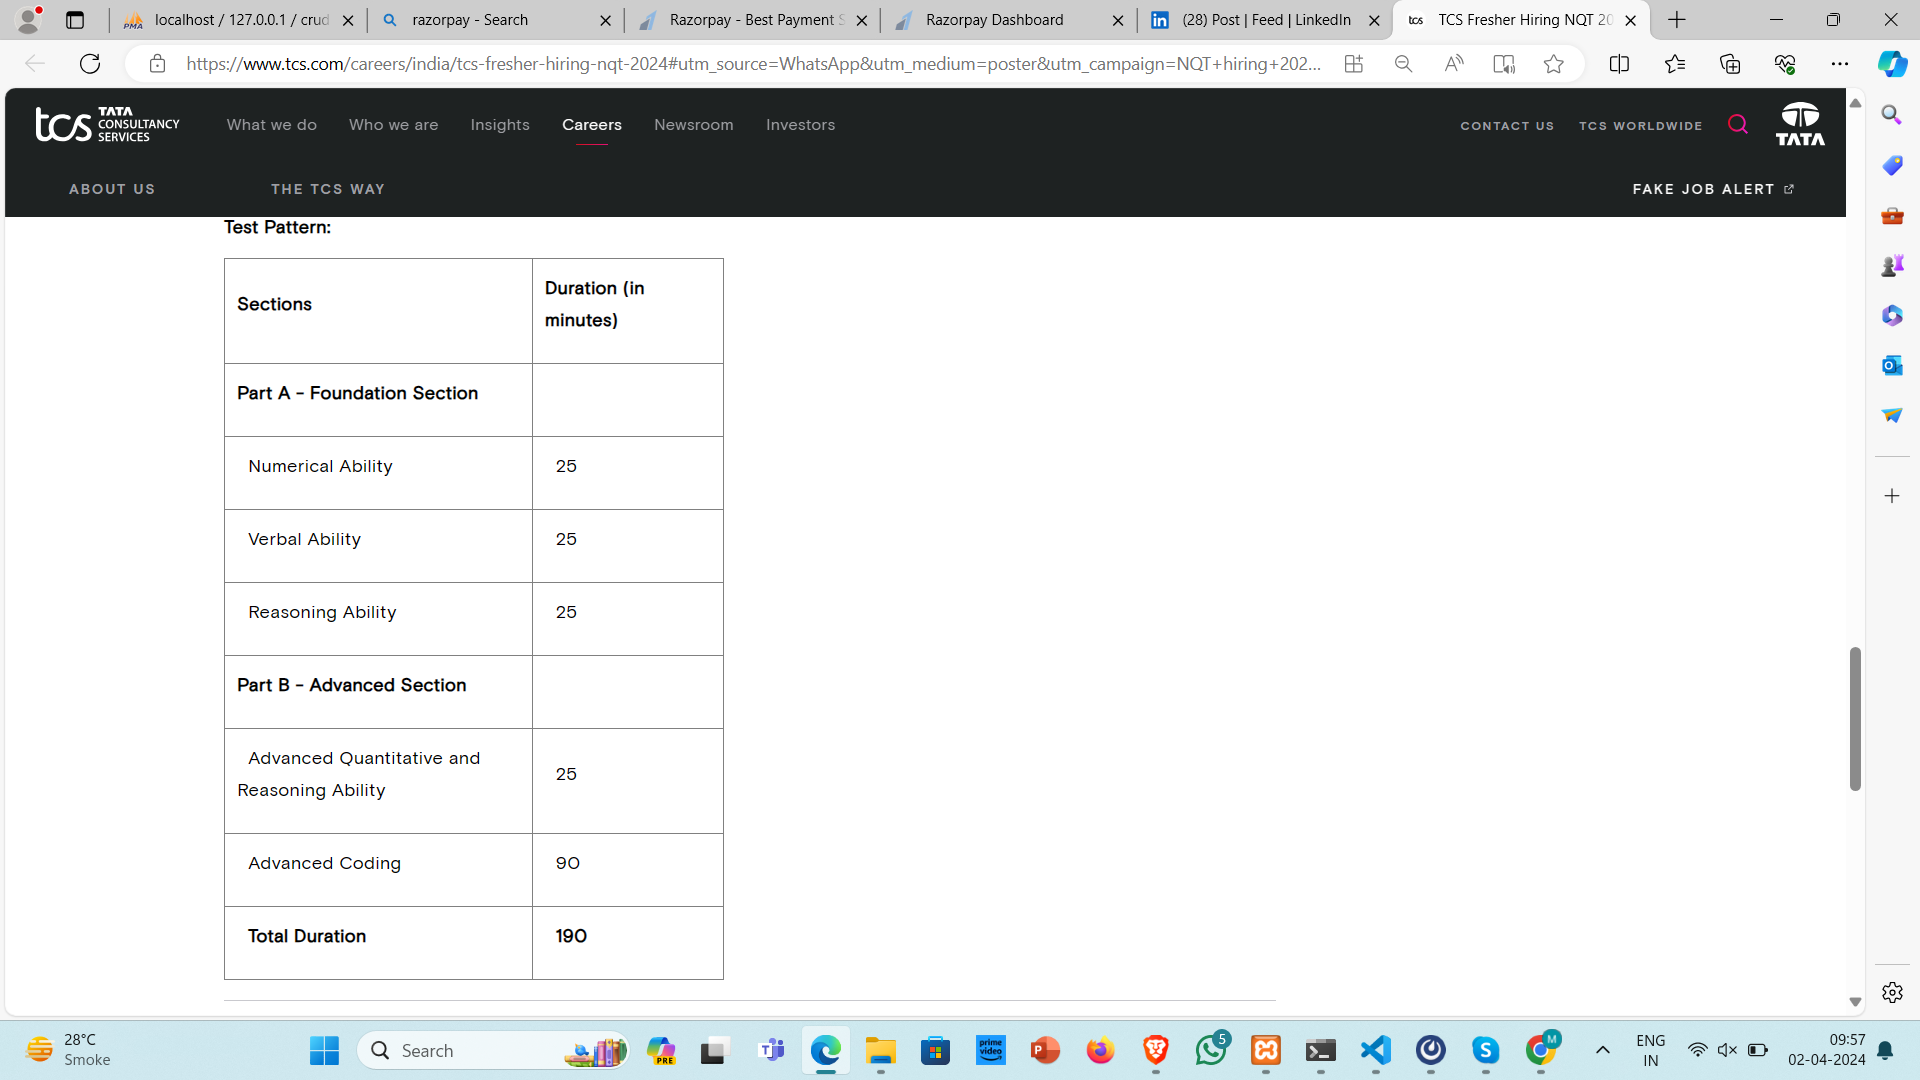 localhost / 127.0.0.1 / crud
razorpay - Search
Razorpay - Best Payment S
Razorpay Dashboard
(28) Post | Feed | LinkedIn
TCS Fresher Hiring NQT 20
https://www.tcs.com/careers/india/tcs-fresher-hiring-nqt-2024#utm_source=WhatsApp&utm_medium=poster&utm_campaign=NQT+hiring+202...
tcs TATA CONSULTANCY SERVICES
What we do
Who we are
Insights
Careers
Newsroom
Investors
CONTACT US
TCS WORLDWIDE
TATA
ABOUT US
THE TCS WAY
FAKE JOB ALERT
Test Pattern:
Sections
Duration (in
minutes)
Part A - Foundation Section
Numerical Ability 25
Verbal Ability 25
Reasoning Ability 25
Part B - Advanced Section
Advanced Quantitative and
Reasoning Ability
25
Advanced Coding 90
Total Duration 190
28°C
Smoke
Search
PRE
prime video
5
M
ENG
IN
09:57
02-04-2024